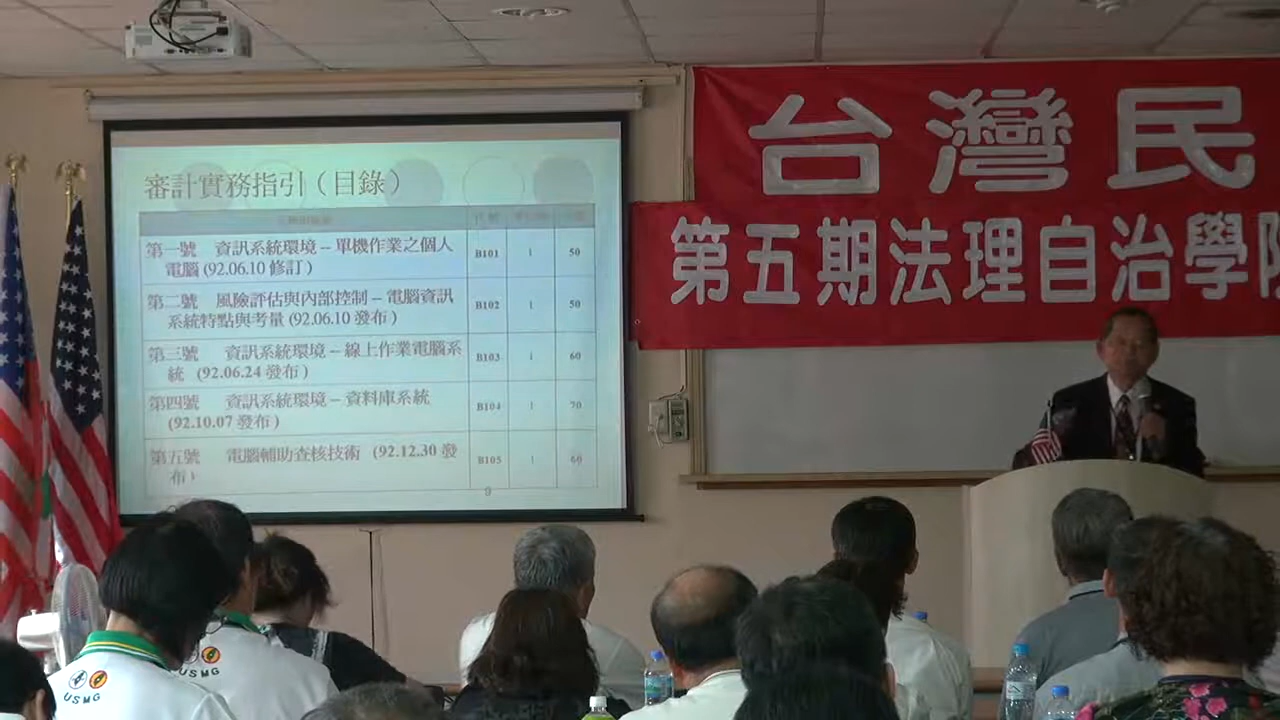 審計實務指引(目錄)
第一號 資訊系統環境–單機作業之個人電腦 (92.06.10 修訂) B101 1 50
第二號 風險評估與內部控制–電腦資訊系統特點與考量 (92.06.10 發布) B102 1 50
第三號 資訊系統環境–線上作業電腦系統 (92.06.24 發布) B103 1 60
第四號 資訊系統環境–資料庫系統 (92.10.07 發布) B104 1 70
第五號 電腦輔助查核技術 (92.12.30 發布) B105 1 60
9
台灣民
第五期法理自治學院
USMG
USMG